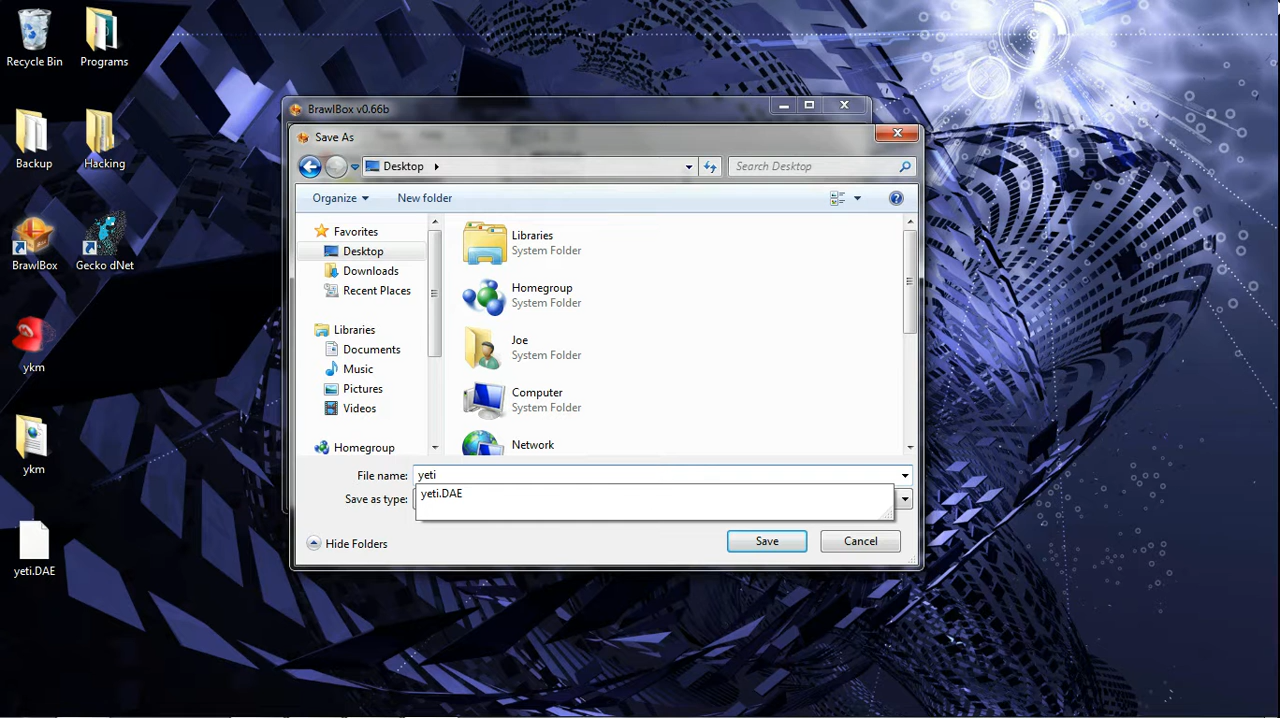 Recycle Bin
Programs
Backup
Hacking
BrawlBox
Gecko dNet
ykm
ykm
yeti.DAE
BrawlBox v0.66b
Save As
Desktop
Search Desktop
Organize
New folder
Favorites
Desktop
Downloads
Recent Places
Libraries
Documents
Music
Pictures
Videos
Homegroup
Libraries
System Folder
Homegroup
System Folder
Joe
System Folder
Computer
System Folder
Network
File name: yeti
yeti.DAE
Save as type:
Hide Folders
Save
Cancel